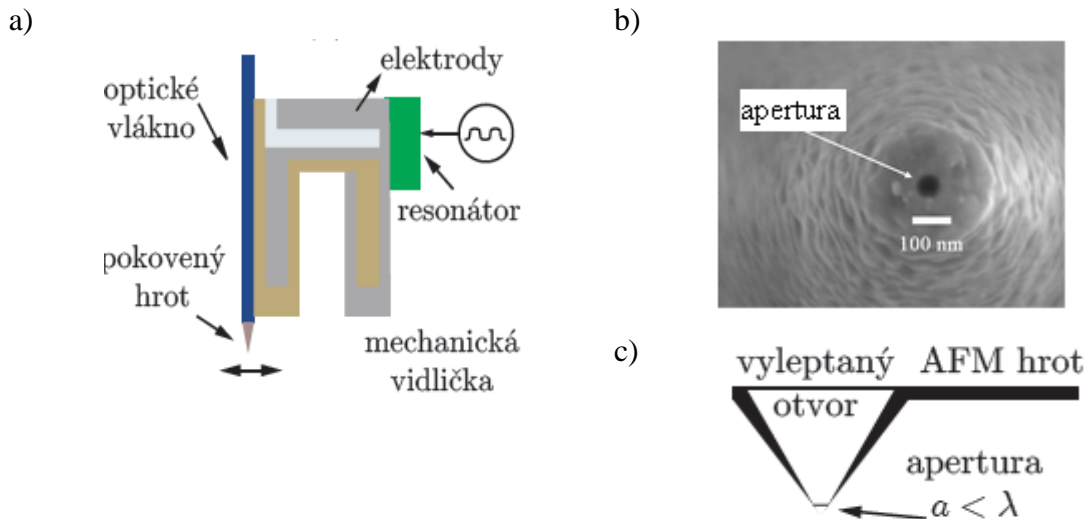 a)
elektrody
optické
vlákno
resonátor
pokovený
hrot
mechanická
vidlička
b)
apertura
100 nm
c)
vyleptaný AFM hrot
otvor
apertura
a < λ